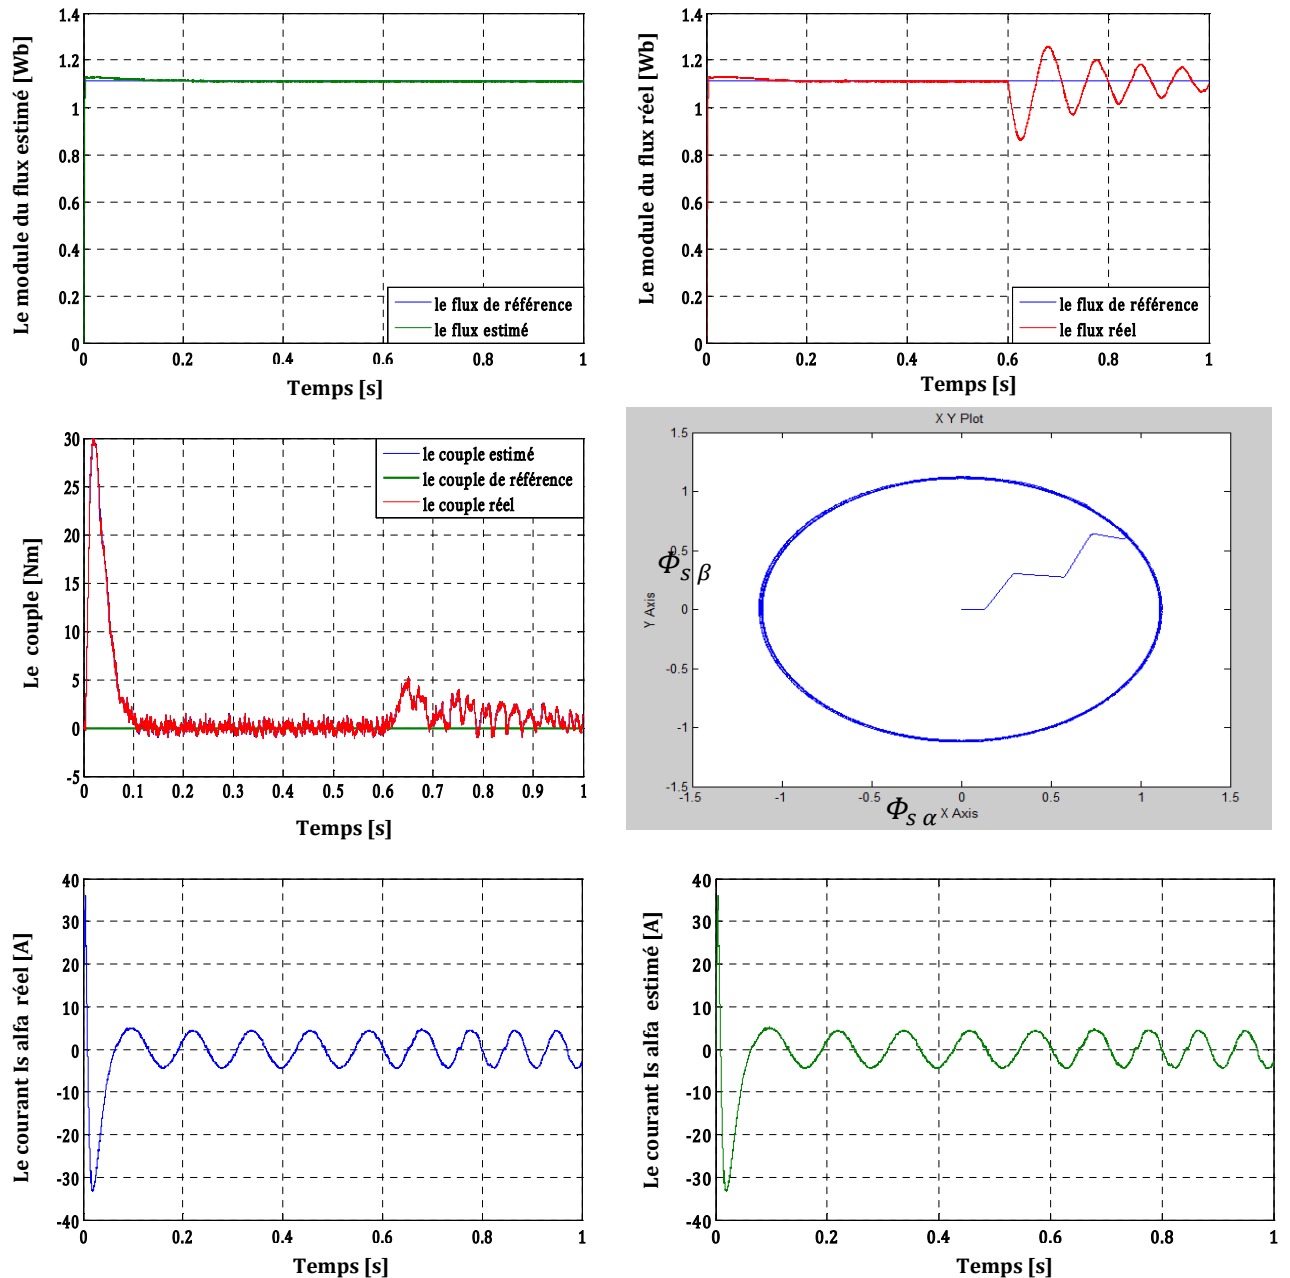 Le module du flux estimé [Wb]
1.4
1.2
1
0.8
0.6
0.4
0.2
0
0 0.2 0.4 0.6 0.8 1
le flux de référence
le flux estimé
Temps [s]
Le module du flux réel [Wb]
1.4
1.2
1
0.8
0.6
0.4
0.2
0
0 0.2 0.4 0.6 0.8 1
le flux de référence
le flux réel
Temps [s]
Le couple [Nm]
30
25
20
15
10
5
0
-5
0 0.1 0.2 0.3 0.4 0.5 0.6 0.7 0.8 0.9 1
le couple estimé
le couple de référence
le couple réel
Temps [s]
X Y Plot
1.5
1
0.5
0
-0.5
-1
-1.5
Φs β
Y Axis
-1.5 -1 -0.5 0 0.5 1 1.5
Φs α X Axis
Le courant Is alfa réel [A]
40
30
20
10
0
-10
-20
-30
-40
0 0.2 0.4 0.6 0.8 1
Temps [s]
Le courant Is alfa estimé [A]
40
30
20
10
0
-10
-20
-30
-40
0 0.2 0.4 0.6 0.8 1
Temps [s]